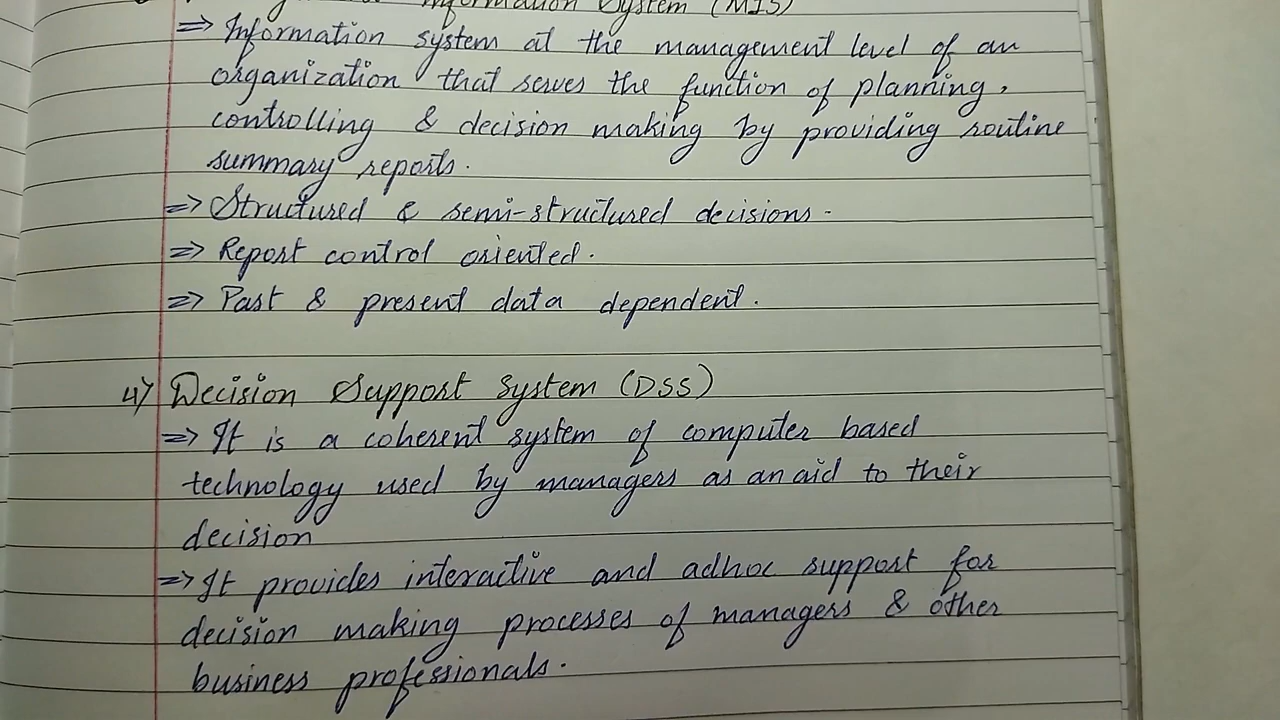 Information System (MIS)
=> Information system at the management level of an
organization that serves the function of planning,
controlling & decision making by providing routine
summary reports.
=> Structured & semi-structured decisions.
=> Report control oriented.
=> Past & present data dependent.
4) Decision Support System (DSS)
=> It is a coherent system of computer based
technology used by managers as an aid to their
decision
=> It provides interactive and adhoc support for
decision making processes of managers & other
business professionals.